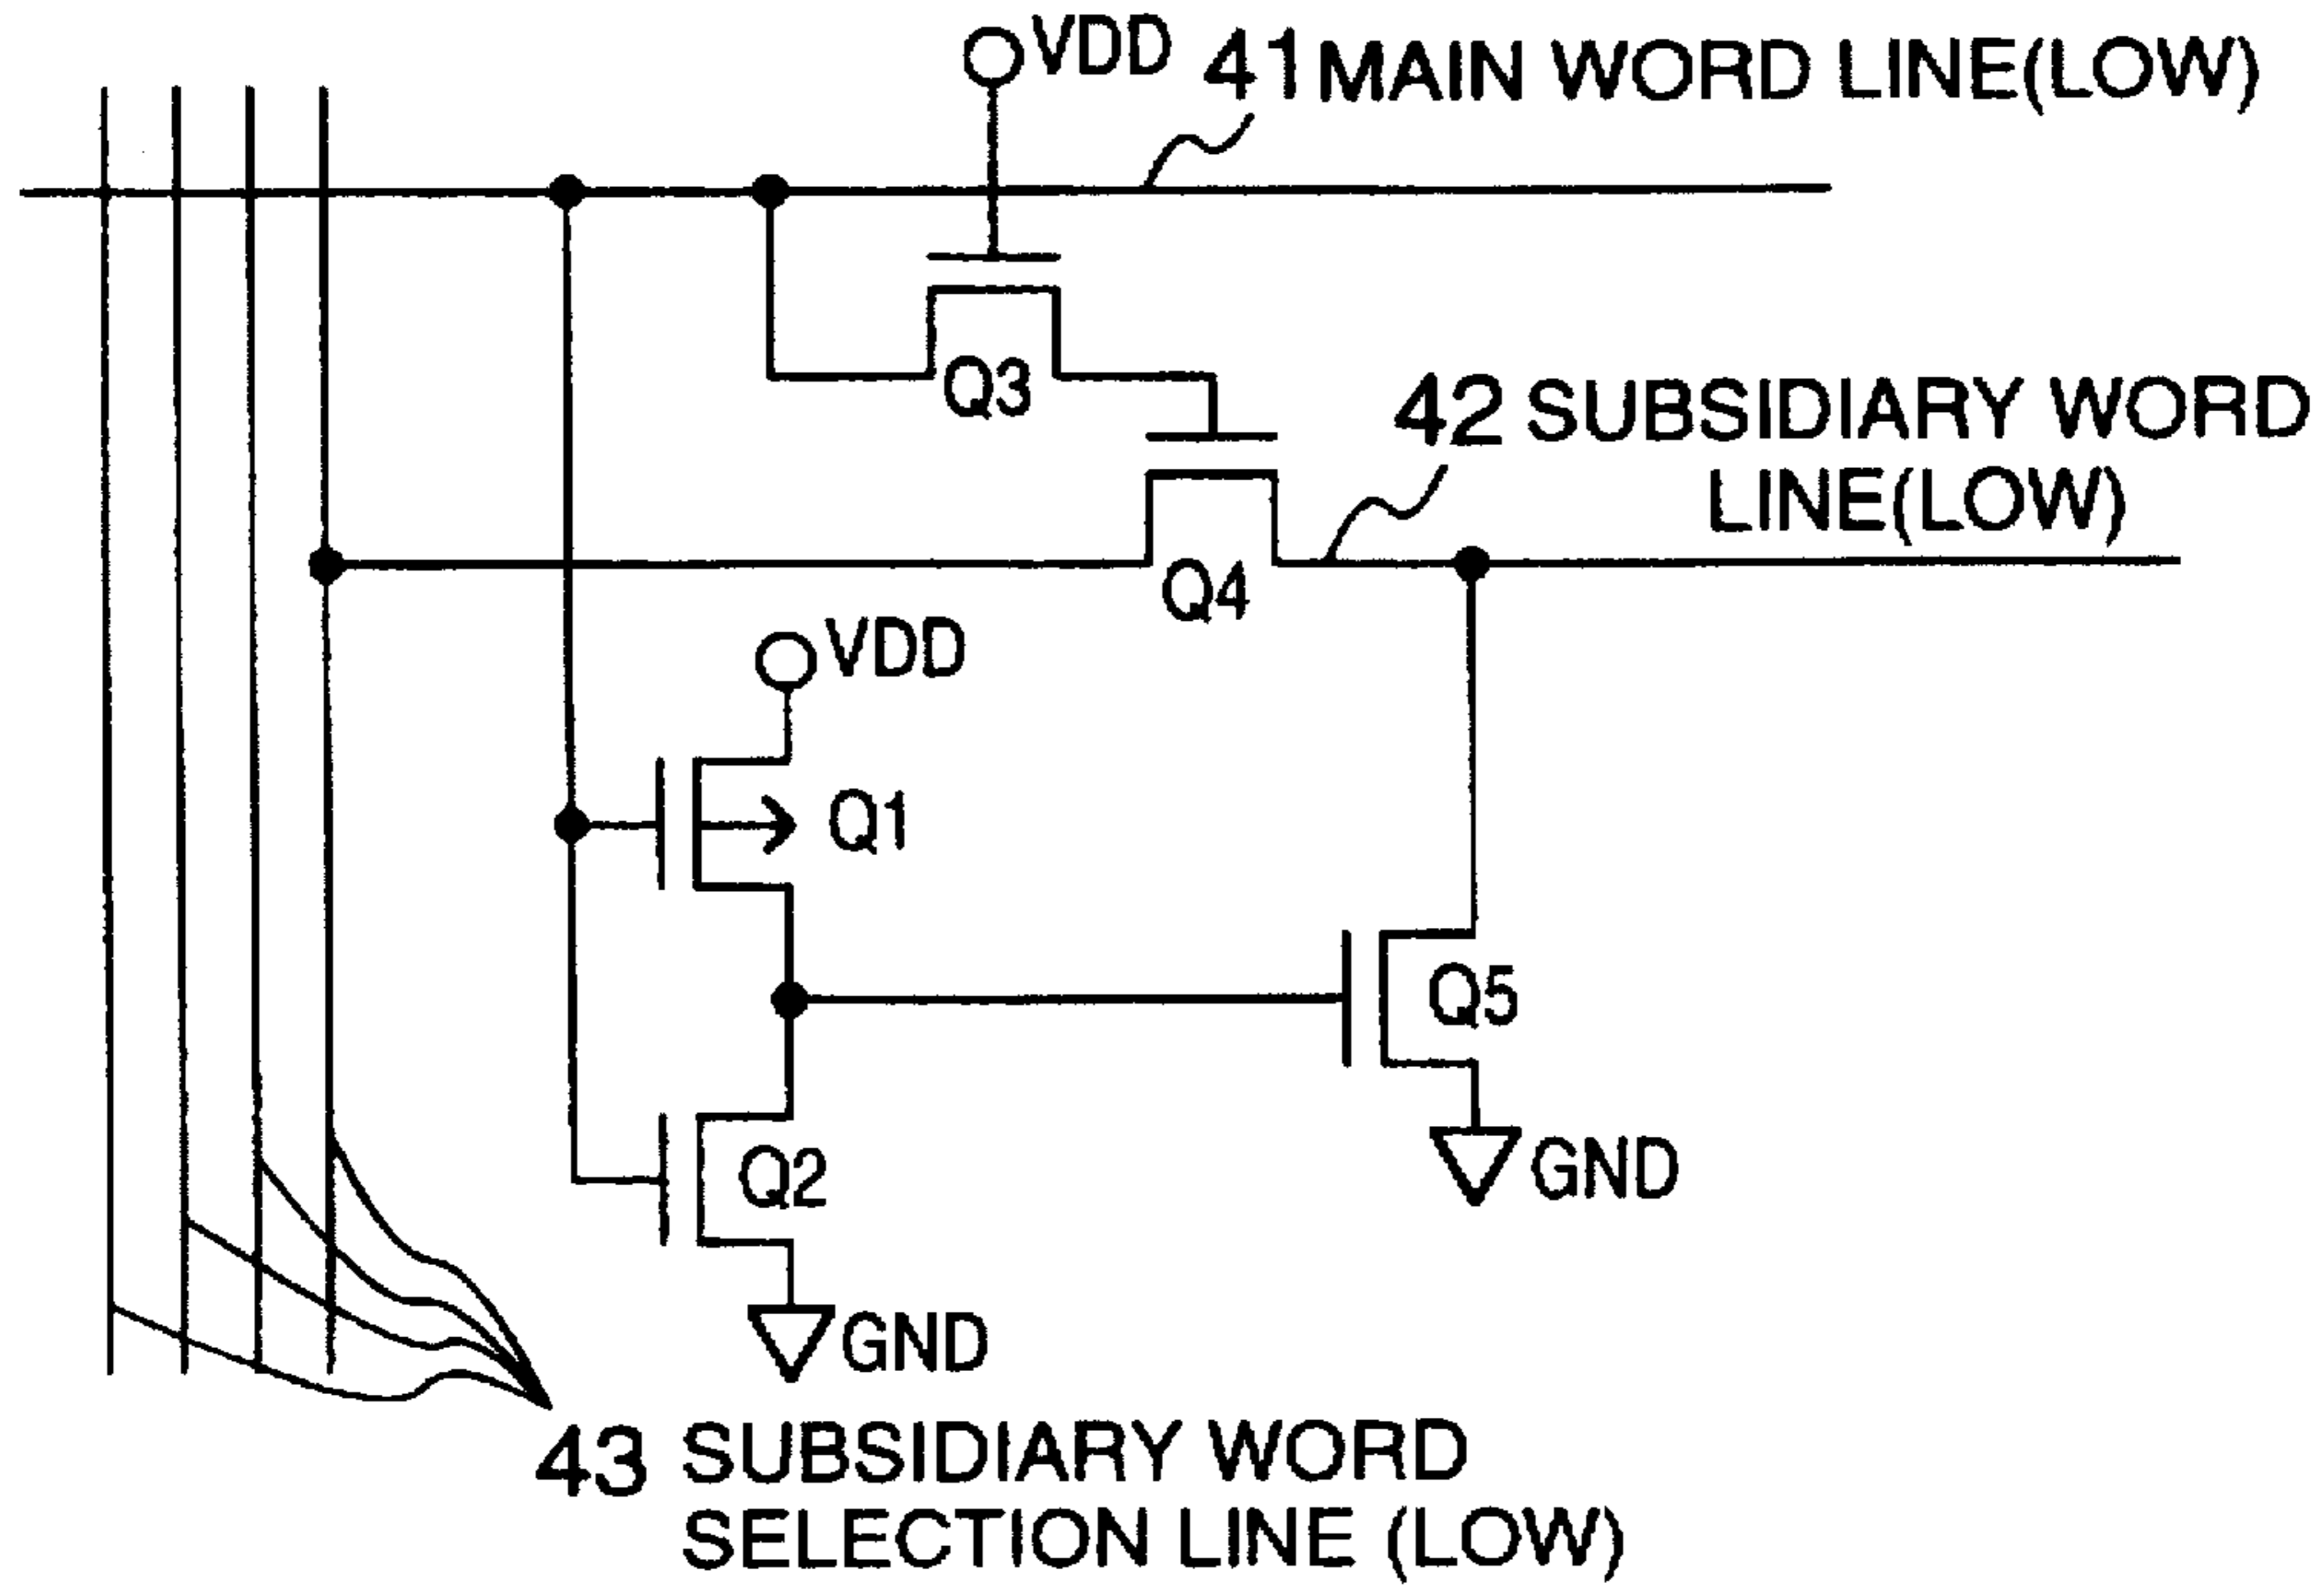 VDD
41 MAIN WORD LINE(LOW)
Q3
42 SUBSIDIARY WORD
LINE(LOW)
Q4
VDD
Q1
Q5
Q2
GND
GND
43 SUBSIDIARY WORD
SELECTION LINE (LOW)